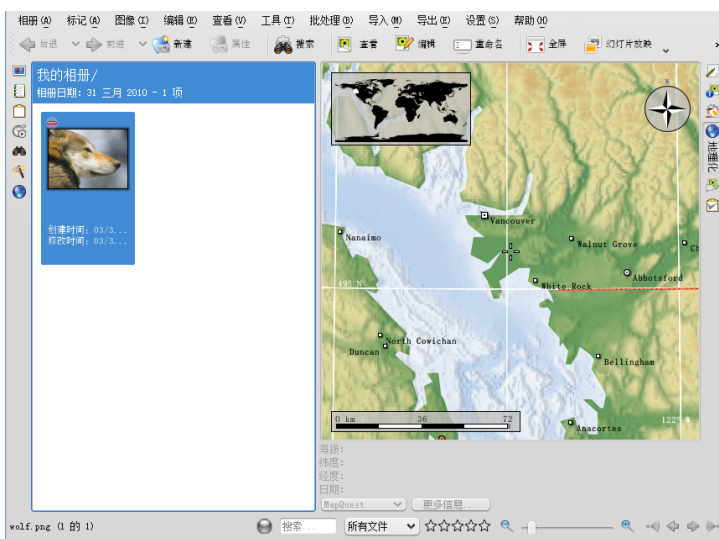 相册(A) 标记(A) 图像(I) 编辑(E) 查看(V) 工具(T) 批处理(B) 导入(M) 导出(E) 设置(S) 帮助(H)
后退 前进 新建 属性 搜索 查看 编辑 重命名 全屏 幻灯片放映
我的相册/
相册日期: 31 三月 2010 - 1 项
创建时间: 03/3...
修改时间: 03/3...
N
Vancouver
Nanaimo
Walnut Grove
Ch
Abbotsford
49° N
White Rock
North Cowichan
Duncan
Bellingham
0 km 36 72
122° W
Anacortes
地理化
海拔:
纬度:
经度:
日期:
MapQuest 更多信息...
wolf.png (1 的 1)
搜索...
所有文件